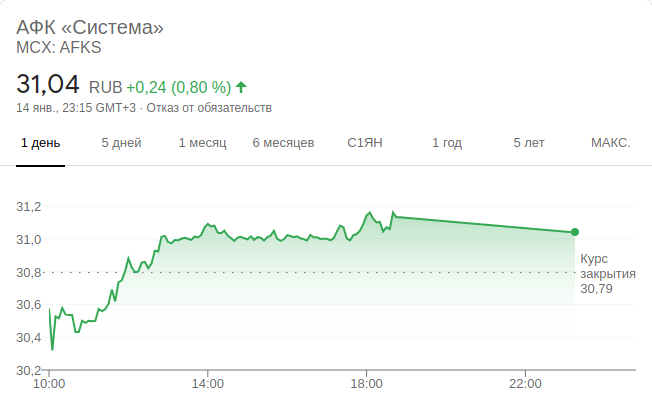 АФК «Система»
MCX: AFKS
31,04 RUB +0,24 (0,80 %)
14 янв., 23:15 GMT+3 · Отказ от обязательств
1 день 5 дней 1 месяц 6 месяцев С1ЯН 1 год 5 лет МАКС.
31,2
31,0
30,8
30,6
30,4
30,2
Курс
закрытия
30,79
10:00 14:00 18:00 22:00